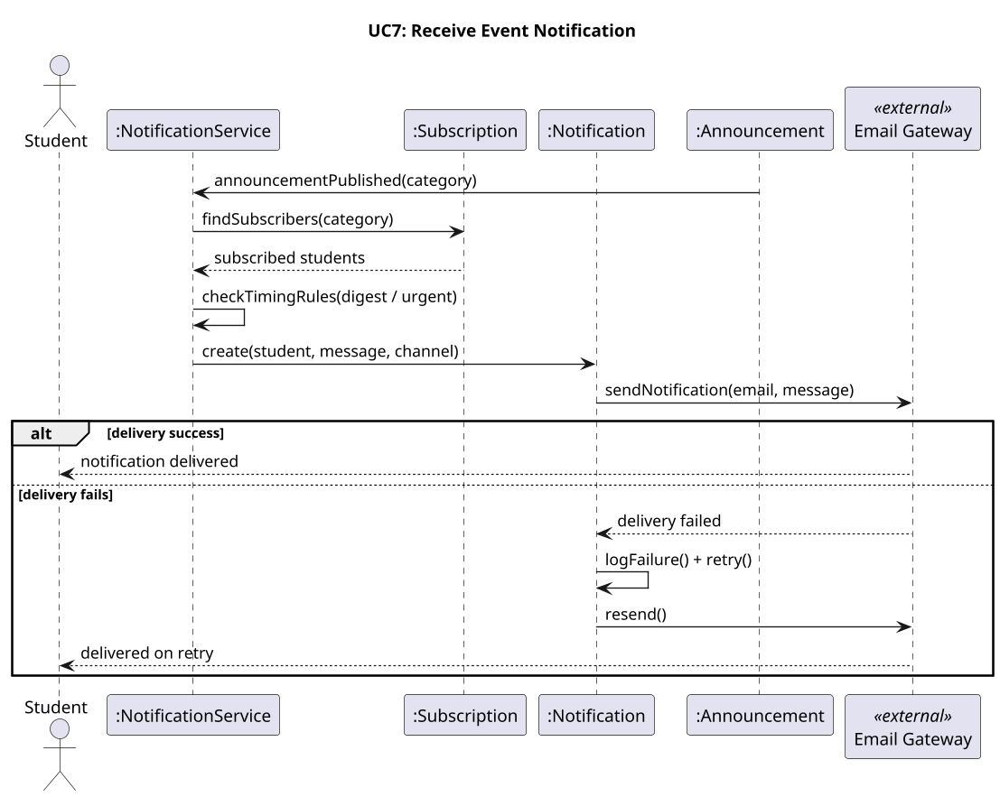 UC7: Receive Event Notification
Student
:NotificationService
:Subscription
:Notification
:Announcement
«external»
Email Gateway
announcementPublished(category)
findSubscribers(category)
subscribed students
checkTimingRules(digest / urgent)
create(student, message, channel)
sendNotification(email, message)
alt
[delivery success]
notification delivered
[delivery fails]
delivery failed
logFailure() + retry()
resend()
delivered on retry
Student
:NotificationService
:Subscription
:Notification
:Announcement
«external»
Email Gateway